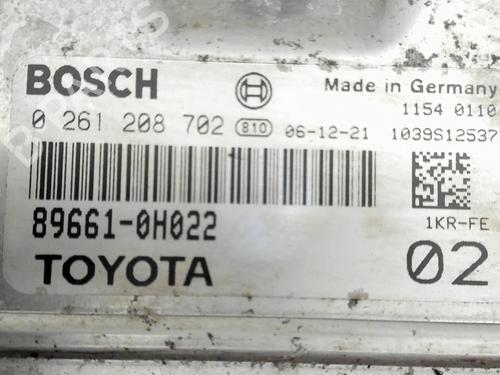 BOSCH
Made in Germany
1154 0110
0 261 208 702 810 06-12-21 1039S12537
89661-0H022
1KR-FE
TOYOTA
02